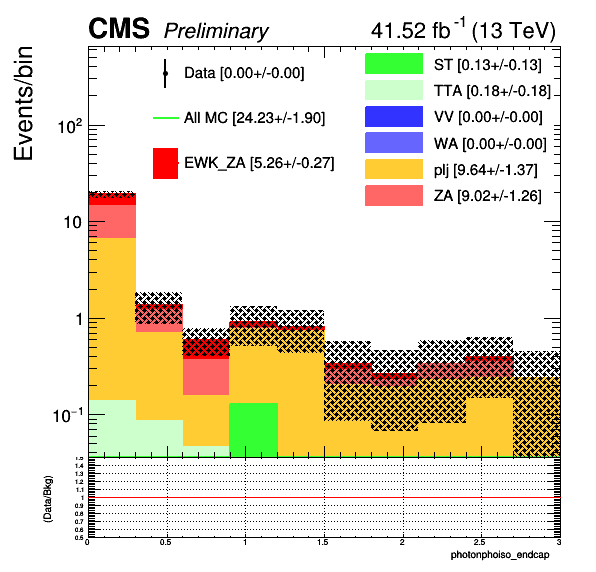 CMS Preliminary 41.52 fb⁻¹ (13 TeV)
Events/bin
Data [0.00+/-0.00]
All MC [24.23+/-1.90]
EWK_ZA [5.26+/-0.27]
ST [0.13+/-0.13]
TTA [0.18+/-0.18]
VV [0.00+/-0.00]
WA [0.00+/-0.00]
plj [9.64+/-1.37]
ZA [9.02+/-1.26]
10²
10
1
10⁻¹
(Data/Bkg)
1.5
1.4
1.3
1.2
1.1
1
0.9
0.8
0.7
0.6
0.5
0 0.5 1 1.5 2 2.5 3
photonphoiso_endcap